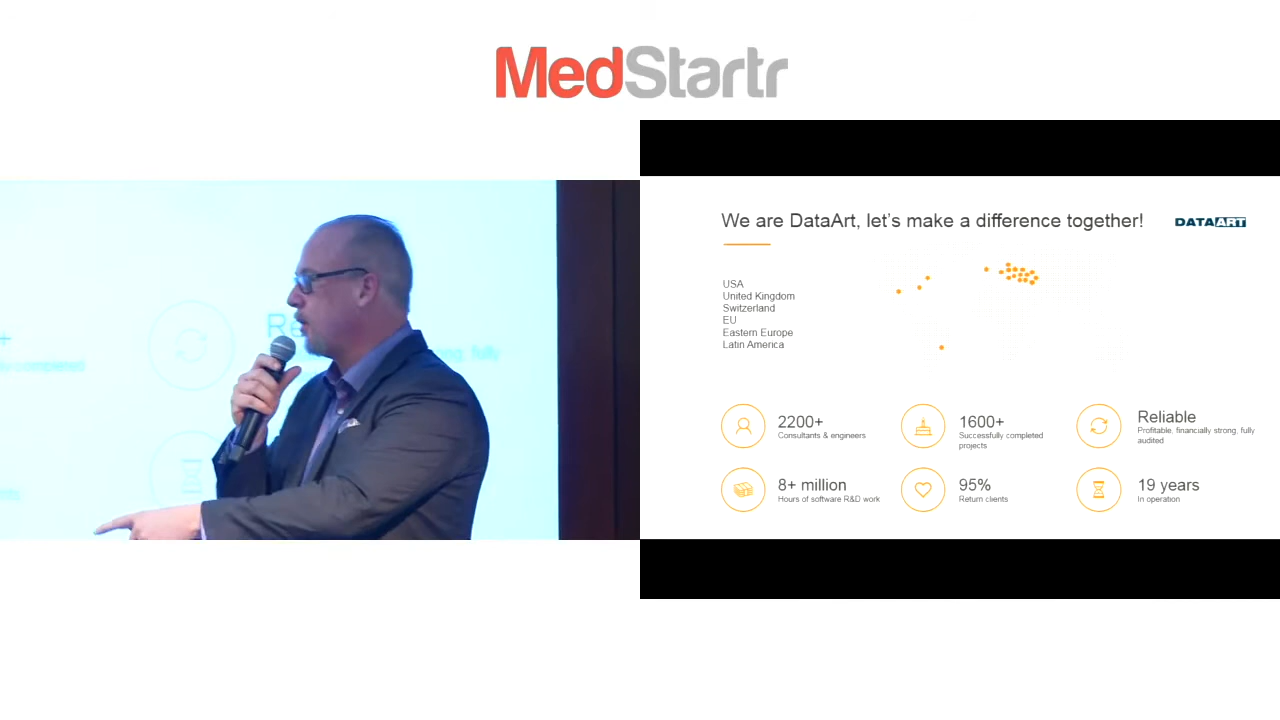 MedStartr
We are DataArt, let's make a difference together!
DATAART
USA
United Kingdom
Switzerland
EU
Eastern Europe
Latin America
2200+
Consultants & engineers
1600+
Successfully completed
projects
Reliable
Profitable, financially strong, fully
audited
8+ million
Hours of software R&D work
95%
Return clients
19 years
In operation